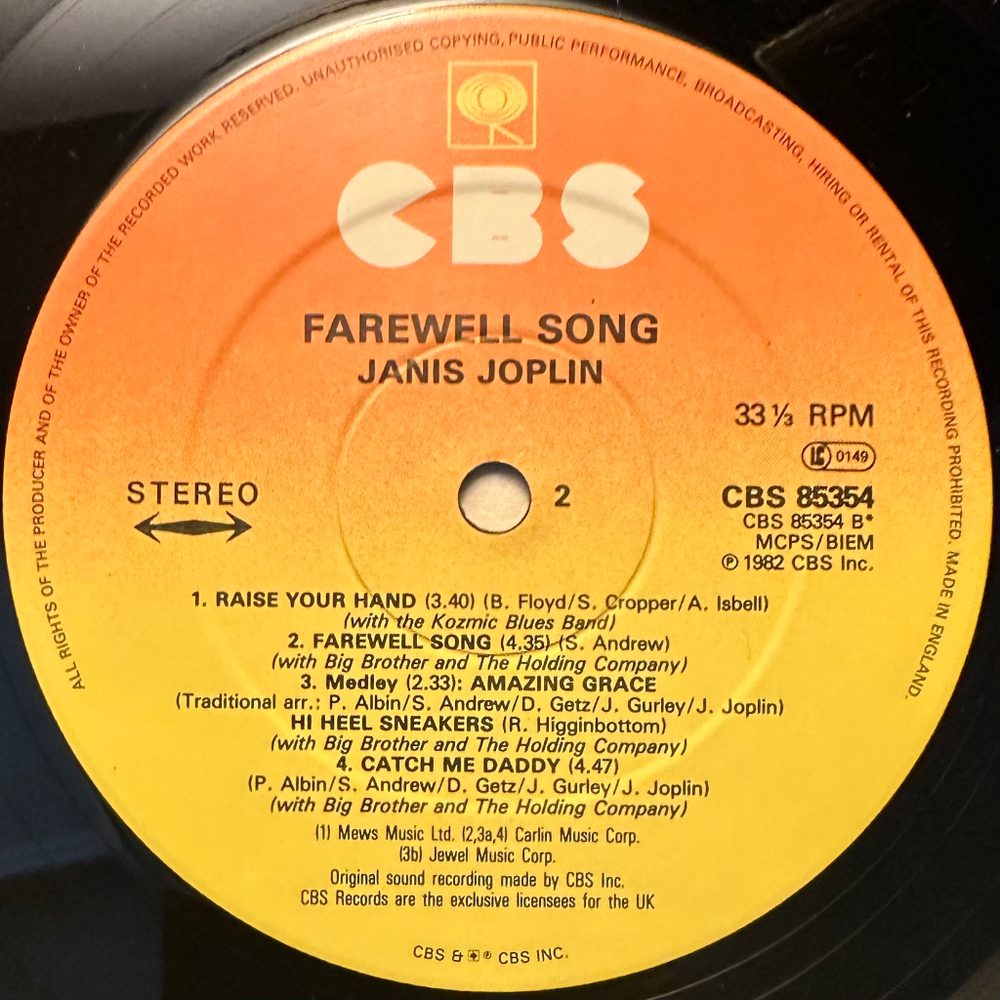 ALL RIGHTS OF THE PRODUCER AND OF THE OWNER OF THE RECORDED WORK RESERVED. UNAUTHORISED COPYING, PUBLIC PERFORMANCE, BROADCASTING, HIRING OR RENTAL OF THIS RECORDING PROHIBITED. MADE IN ENGLAND.
CBS
FAREWELL SONG
JANIS JOPLIN
33 ⅓ RPM
LC 0149
STEREO
2
CBS 85354
CBS 85354 B*
MCPS/BIEM
℗ 1982 CBS Inc.
1. RAISE YOUR HAND (3.40) (B. Floyd/S. Cropper/A. Isbell)
(with the Kozmic Blues Band)
2. FAREWELL SONG (4.35) (S. Andrew)
(with Big Brother and The Holding Company)
3. Medley (2.33): AMAZING GRACE
(Traditional arr.: P. Albin/S. Andrew/D. Getz/J. Gurley/J. Joplin)
HI HEEL SNEAKERS (R. Higginbottom)
(with Big Brother and The Holding Company)
4. CATCH ME DADDY (4.47)
(P. Albin/S. Andrew/D. Getz/J. Gurley/J. Joplin)
(with Big Brother and The Holding Company)
(1) Mews Music Ltd. (2,3a,4) Carlin Music Corp.
(3b) Jewel Music Corp.
Original sound recording made by CBS Inc.
CBS Records are the exclusive licensees for the UK
CBS & ® CBS INC.